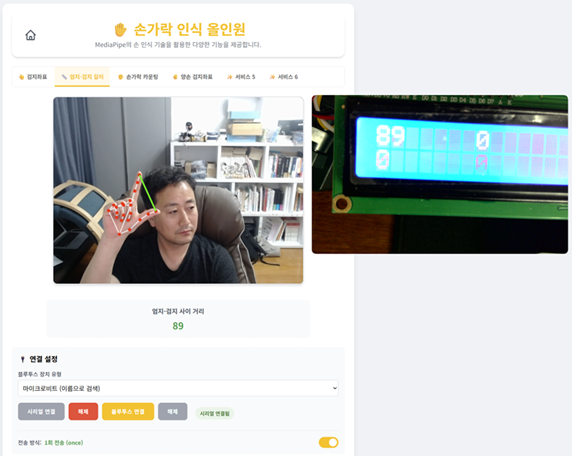 손가락 인식 올인원
MediaPipe의 손 인식 기술을 활용한 다양한 기능을 제공합니다.
검지좌표
엄지-검지 길이
손가락 카운팅
양손 검지좌표
서비스 5
서비스 6
89 0
0 0
엄지-검지 사이 거리
89
연결 설정
블루투스 장치 유형
마이크로비트 (이름으로 검색)
시리얼 연결
해제
블루투스 연결
해제
시리얼 연결됨
전송 방식: 1회 전송 (once)